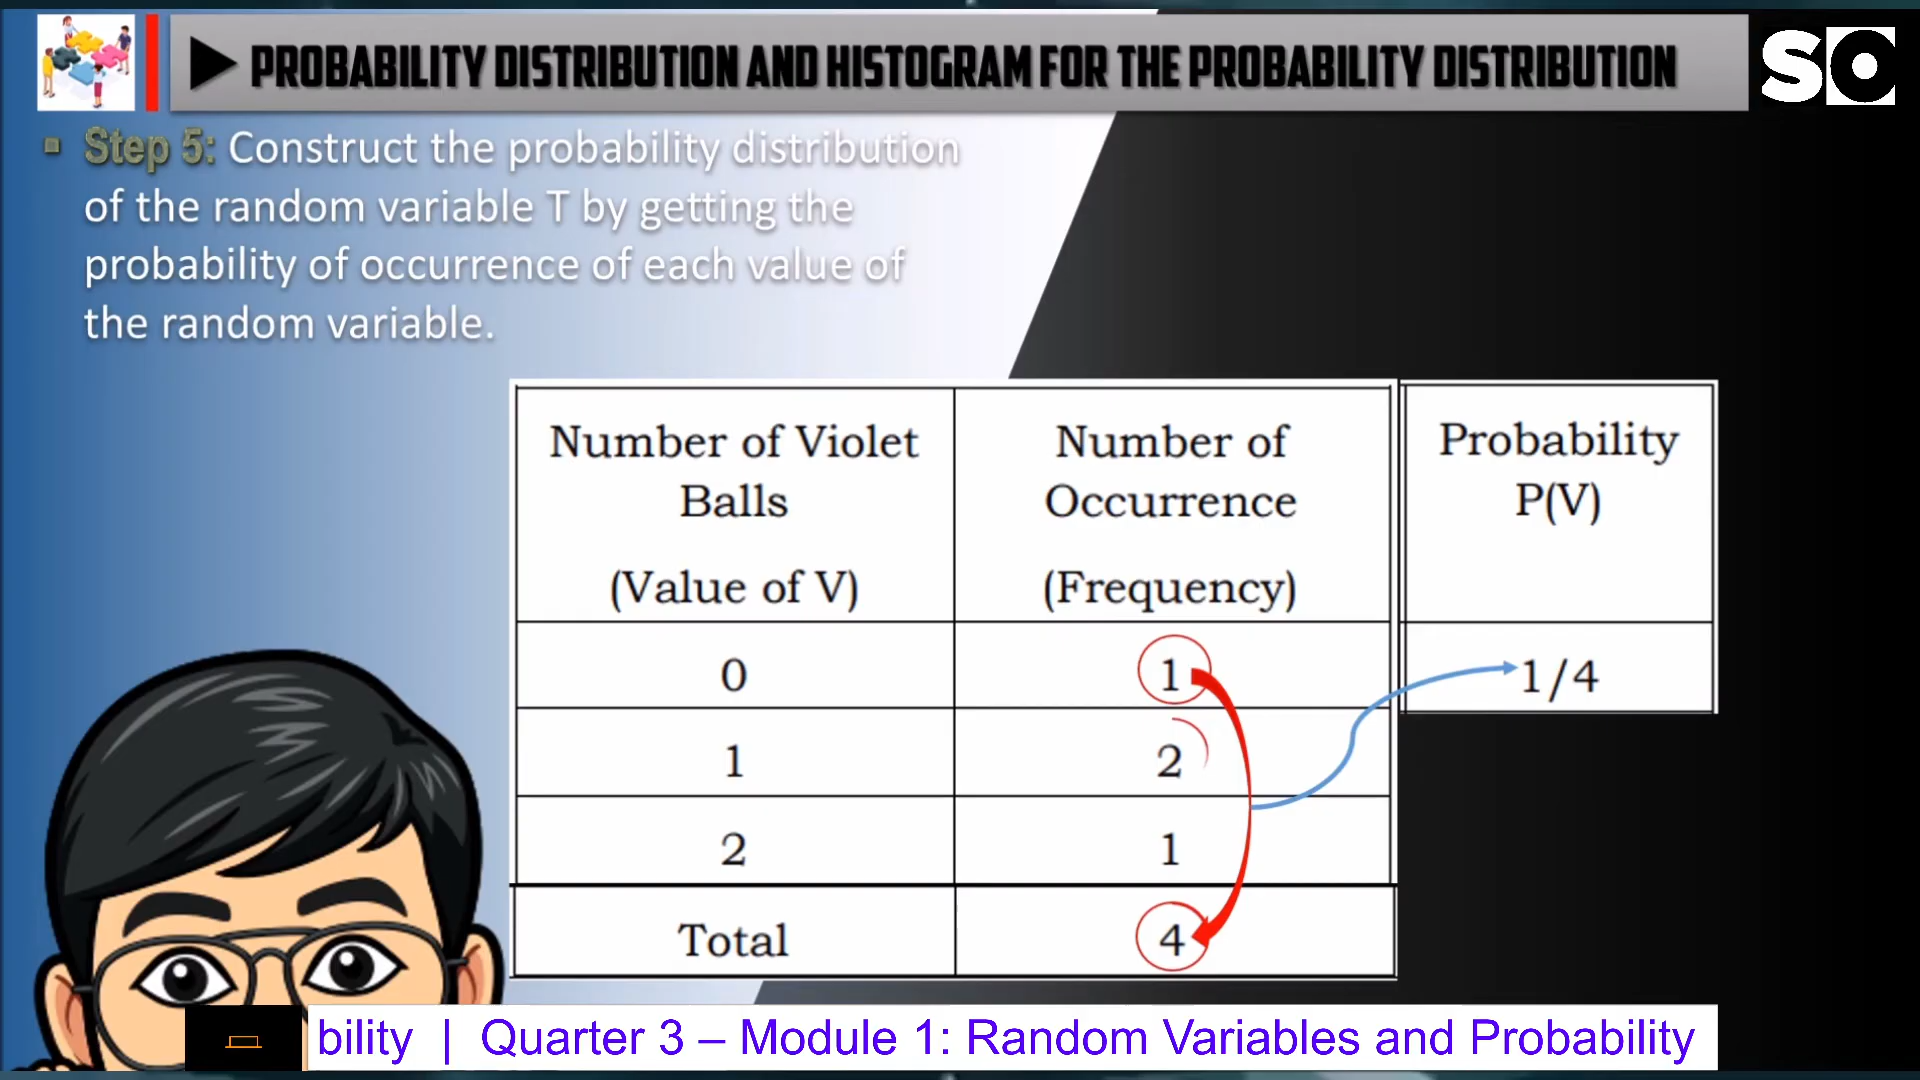 PROBABILITY DISTRIBUTION AND HISTOGRAM FOR THE PROBABILITY DISTRIBUTION
SC
▪ Step 5: Construct the probability distribution
of the random variable T by getting the
probability of occurrence of each value of
the random variable.
Number of Violet Balls (Value of V) Number of Occurrence (Frequency) Probability P(V)
0 1 1/4
1 2
2 1
Total 4
bility | Quarter 3 – Module 1: Random Variables and Probability